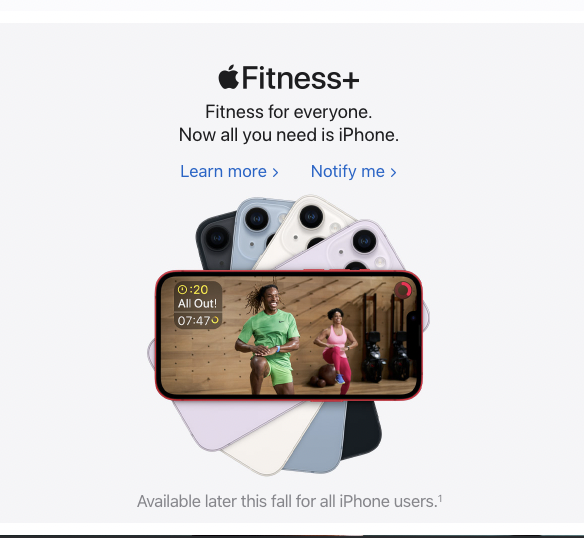 Fitness+
Fitness for everyone.
Now all you need is iPhone.
Learn more >
Notify me >
:20
All Out!
07:47
Available later this fall for all iPhone users.¹